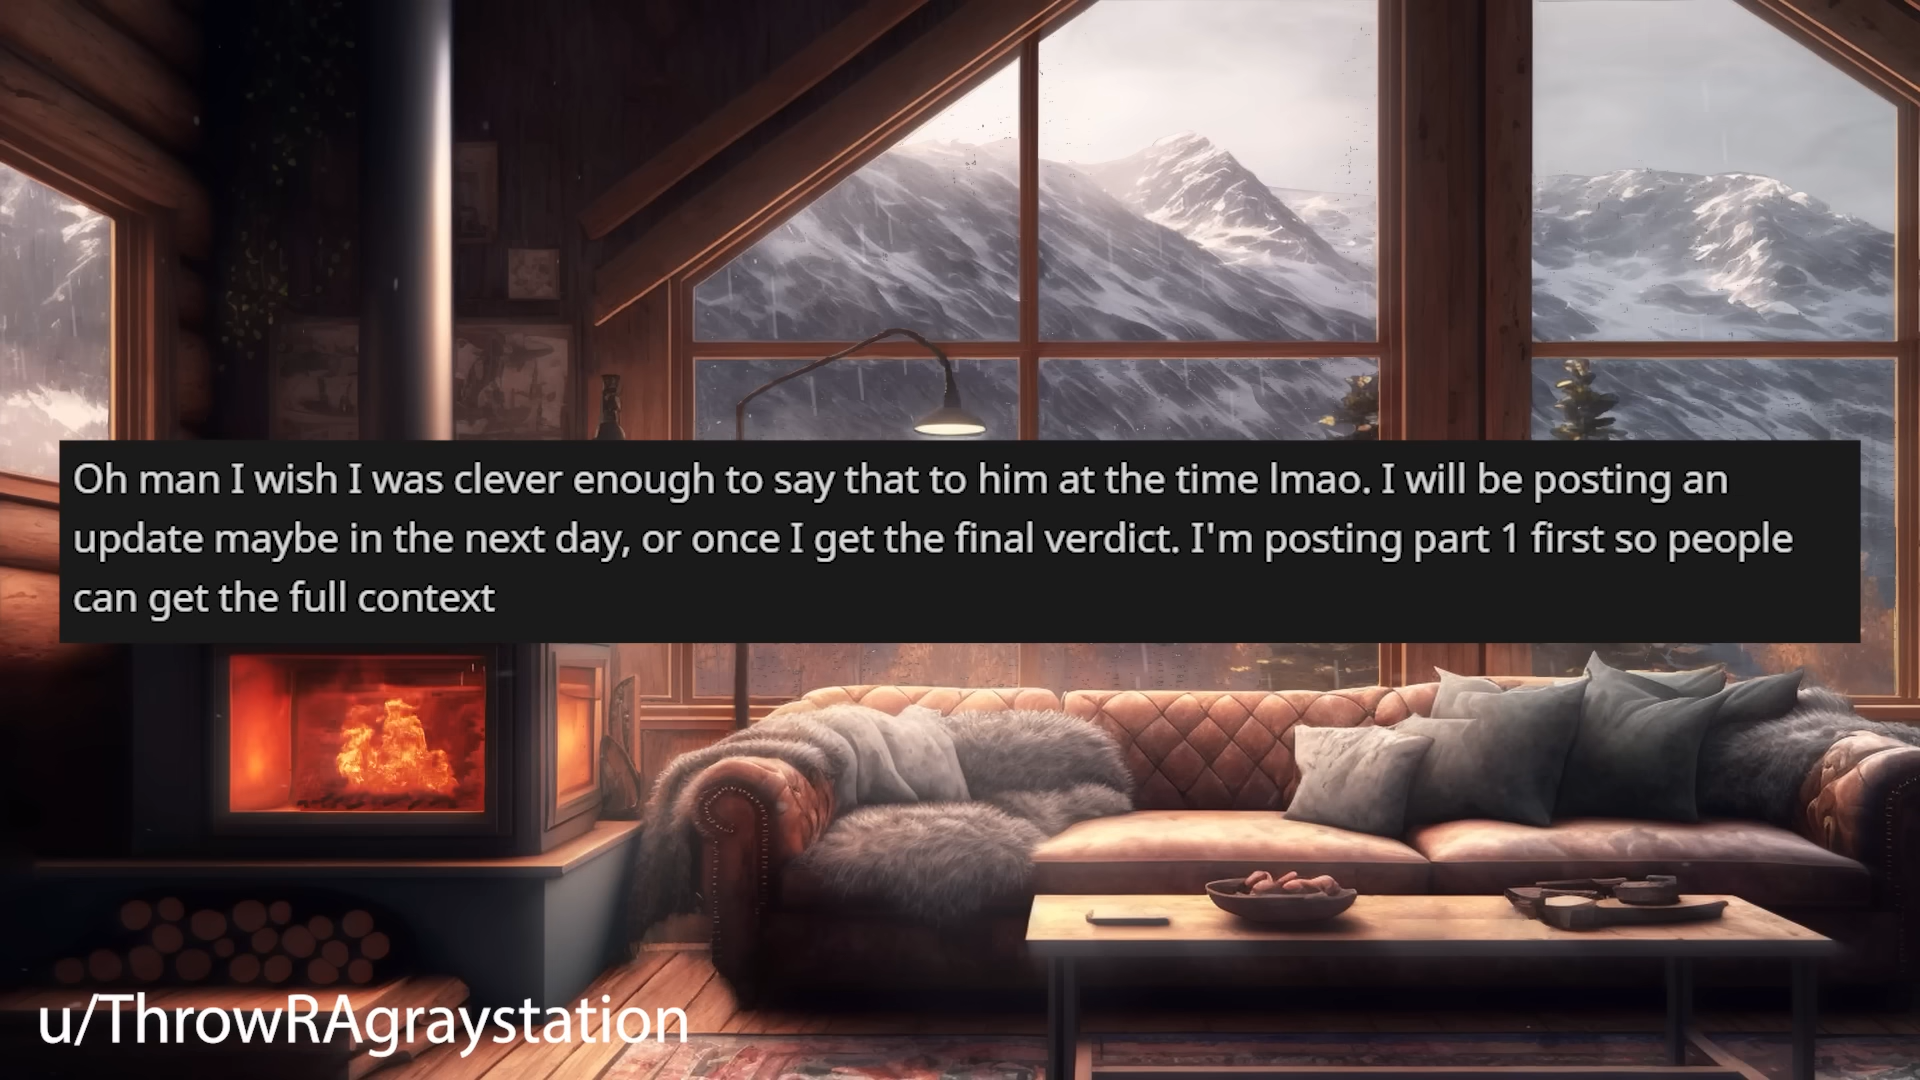 Oh man I wish I was clever enough to say that to him at the time lmao. I will be posting an
update maybe in the next day, or once I get the final verdict. I'm posting part 1 first so people
can get the full context
u/ThrowRAgraystation